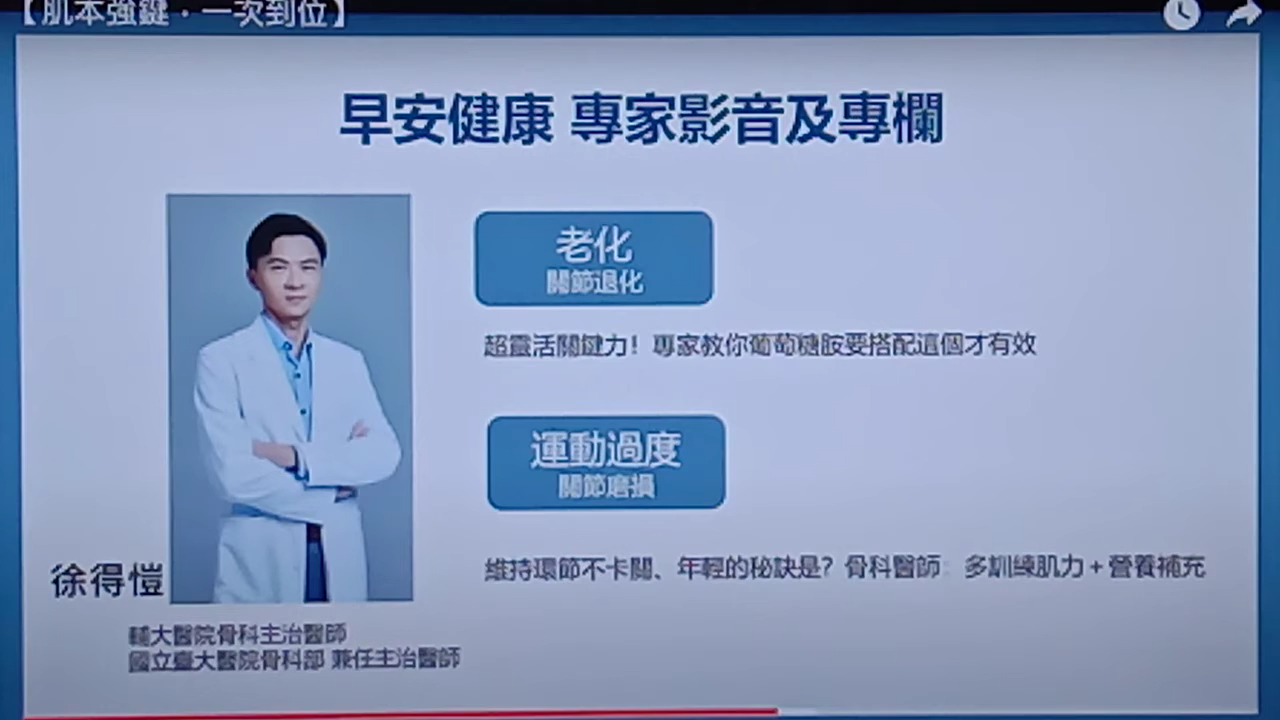 【肌本強鍵・一次到位】
早安健康 專家影音及專欄
老化
關節退化
超靈活關鍵力！專家教你葡萄糖胺要搭配這個才有效
運動過度
關節磨損
維持環節不卡關、年輕的秘訣是？骨科醫師：多訓練肌力＋營養補充
徐得愷
輔大醫院骨科主治醫師
國立臺大醫院骨科部 兼任主治醫師